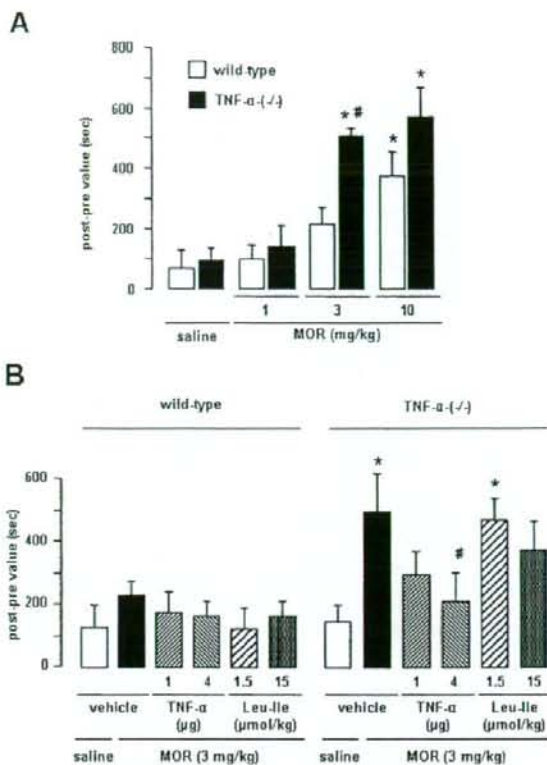 A
800
600
400
200
0
post-pre value (sec)
wild-type
TNF-α-(-/-)
* # * *
1 3 10
saline MOR (mg/kg)
B
wild-type TNF-α-(-/-)
600
400
200
0
post-pre value (sec)
* # *
1 4 1.5 15 1 4 1.5 15
vehicle TNF-α Leu-Ile vehicle TNF-α Leu-Ile
(µg) (µmol/kg) (µg) (µmol/kg)
saline MOR (3 mg/kg) saline MOR (3 mg/kg)